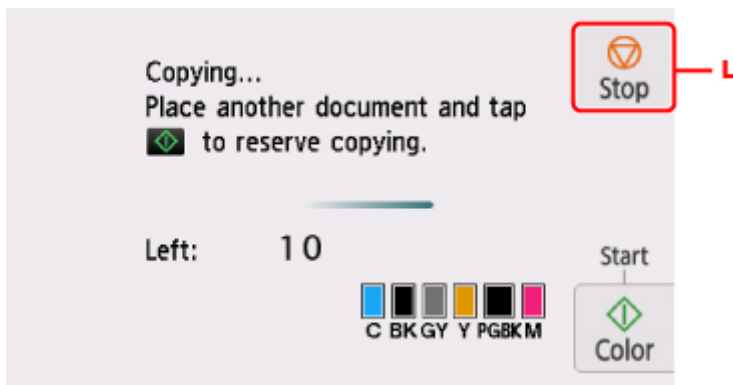 Copying...
Place another document and tap
to reserve copying.
Stop
L
Left: 10
Start
C BK GY Y PGBK M
Color